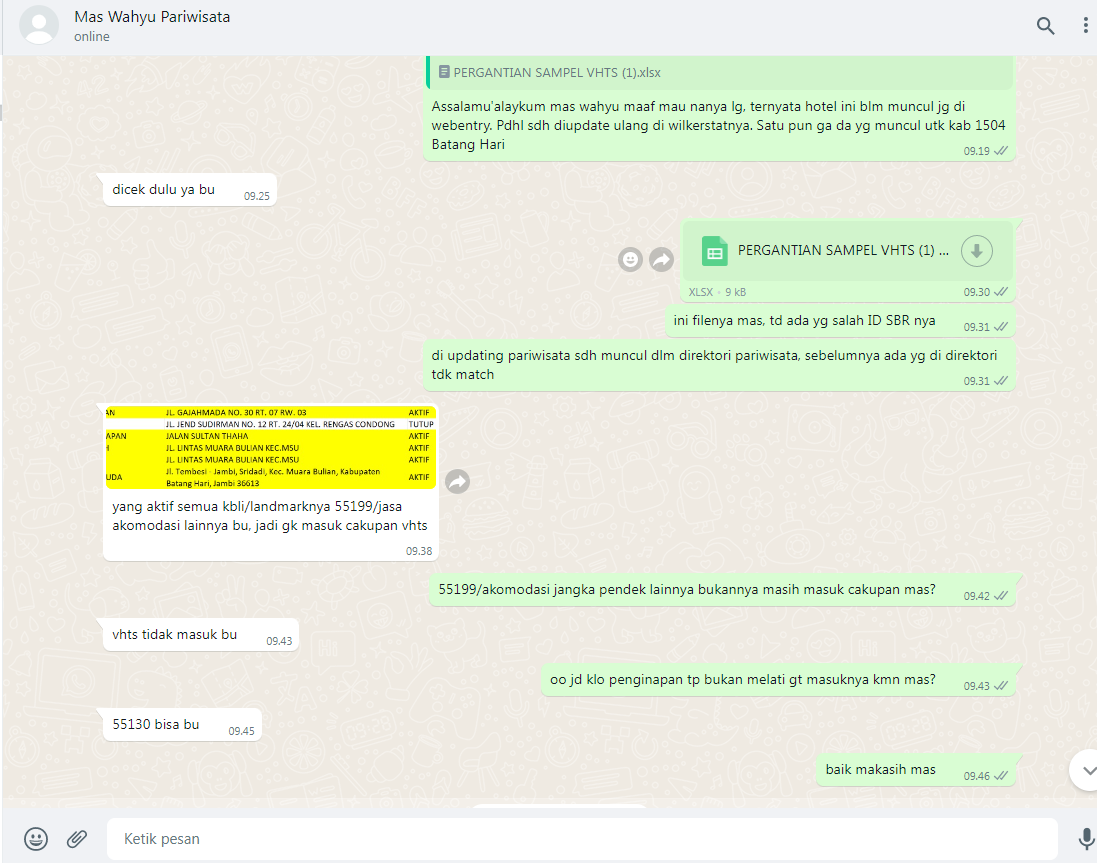 Mas Wahyu Pariwisata
online
PERGANTIAN SAMPEL VHTS (1).xlsx
Assalamu'alaykum mas wahyu maaf mau nanya lg, ternyata hotel ini blm muncul jg di
webentry. Pdhl sdh diupdate ulang di wilkerstatnya. Satu pun ga da yg muncul utk kab 1504
Batang Hari
09.19
dicek dulu ya bu
09.25
PERGANTIAN SAMPEL VHTS (1) ...
XLSX • 9 kB
09.30
ini filenya mas, td ada yg salah ID SBR nya
09.31
di updating pariwisata sdh muncul dlm direktori pariwisata, sebelumnya ada yg di direktori
tdk match
09.31
AN JL. GAJAHMADA NO. 30 RT. 07 RW. 03 AKTIF
JL. JEND SUDIRMAN NO. 12 RT. 24/04 KEL. RENGAS CONDONG TUTUP
APAN JALAN SULTAN THAHA AKTIF
H JL. LINTAS MUARA BULIAN KEC.MSU AKTIF
JL. LINTAS MUARA BULIAN KEC.MSU AKTIF
Jl. Tembesi - Jambi, Sridadi, Kec. Muara Bulian, Kabupaten
UDA Batang Hari, Jambi 36613 AKTIF
yang aktif semua kbli/landmarknya 55199/jasa
akomodasi lainnya bu, jadi gk masuk cakupan vhts
09.38
55199/akomodasi jangka pendek lainnya bukannya masih masuk cakupan mas?
09.42
vhts tidak masuk bu
09.43
oo jd klo penginapan tp bukan melati gt masuknya kmn mas?
09.43
55130 bisa bu
09.45
baik makasih mas
09.46
Ketik pesan